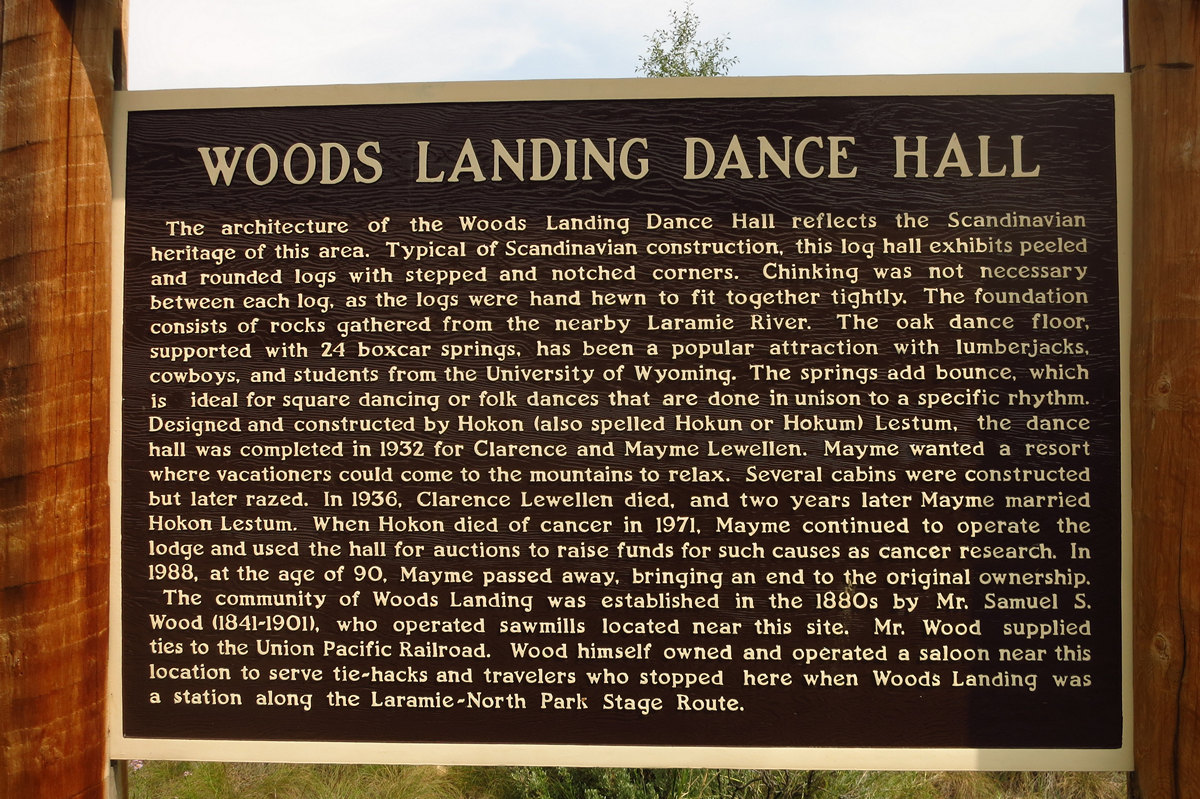 WOODS LANDING DANCE HALL
The architecture of the Woods Landing Dance Hall reflects the Scandinavian
heritage of this area. Typical of Scandinavian construction, this log hall exhibits peeled
and rounded logs with stepped and notched corners. Chinking was not necessary
between each log, as the logs were hand hewn to fit together tightly. The foundation
consists of rocks gathered from the nearby Laramie River. The oak dance floor,
supported with 24 boxcar springs, has been a popular attraction with lumberjacks,
cowboys, and students from the University of Wyoming. The springs add bounce, which
is ideal for square dancing or folk dances that are done in unison to a specific rhythm.
Designed and constructed by Hokon (also spelled Hokun or Hokum) Lestum, the dance
hall was completed in 1932 for Clarence and Mayme Lewellen. Mayme wanted a resort
where vacationers could come to the mountains to relax. Several cabins were constructed
but later razed. In 1936, Clarence Lewellen died, and two years later Mayme married
Hokon Lestum. When Hokon died of cancer in 1971, Mayme continued to operate the
lodge and used the hall for auctions to raise funds for such causes as cancer research. In
1988, at the age of 90, Mayme passed away, bringing an end to the original ownership.
The community of Woods Landing was established in the 1880s by Mr. Samuel S.
Wood (1841-1901), who operated sawmills located near this site. Mr. Wood supplied
ties to the Union Pacific Railroad. Wood himself owned and operated a saloon near this
location to serve tie-hacks and travelers who stopped here when Woods Landing was
a station along the Laramie-North Park Stage Route.